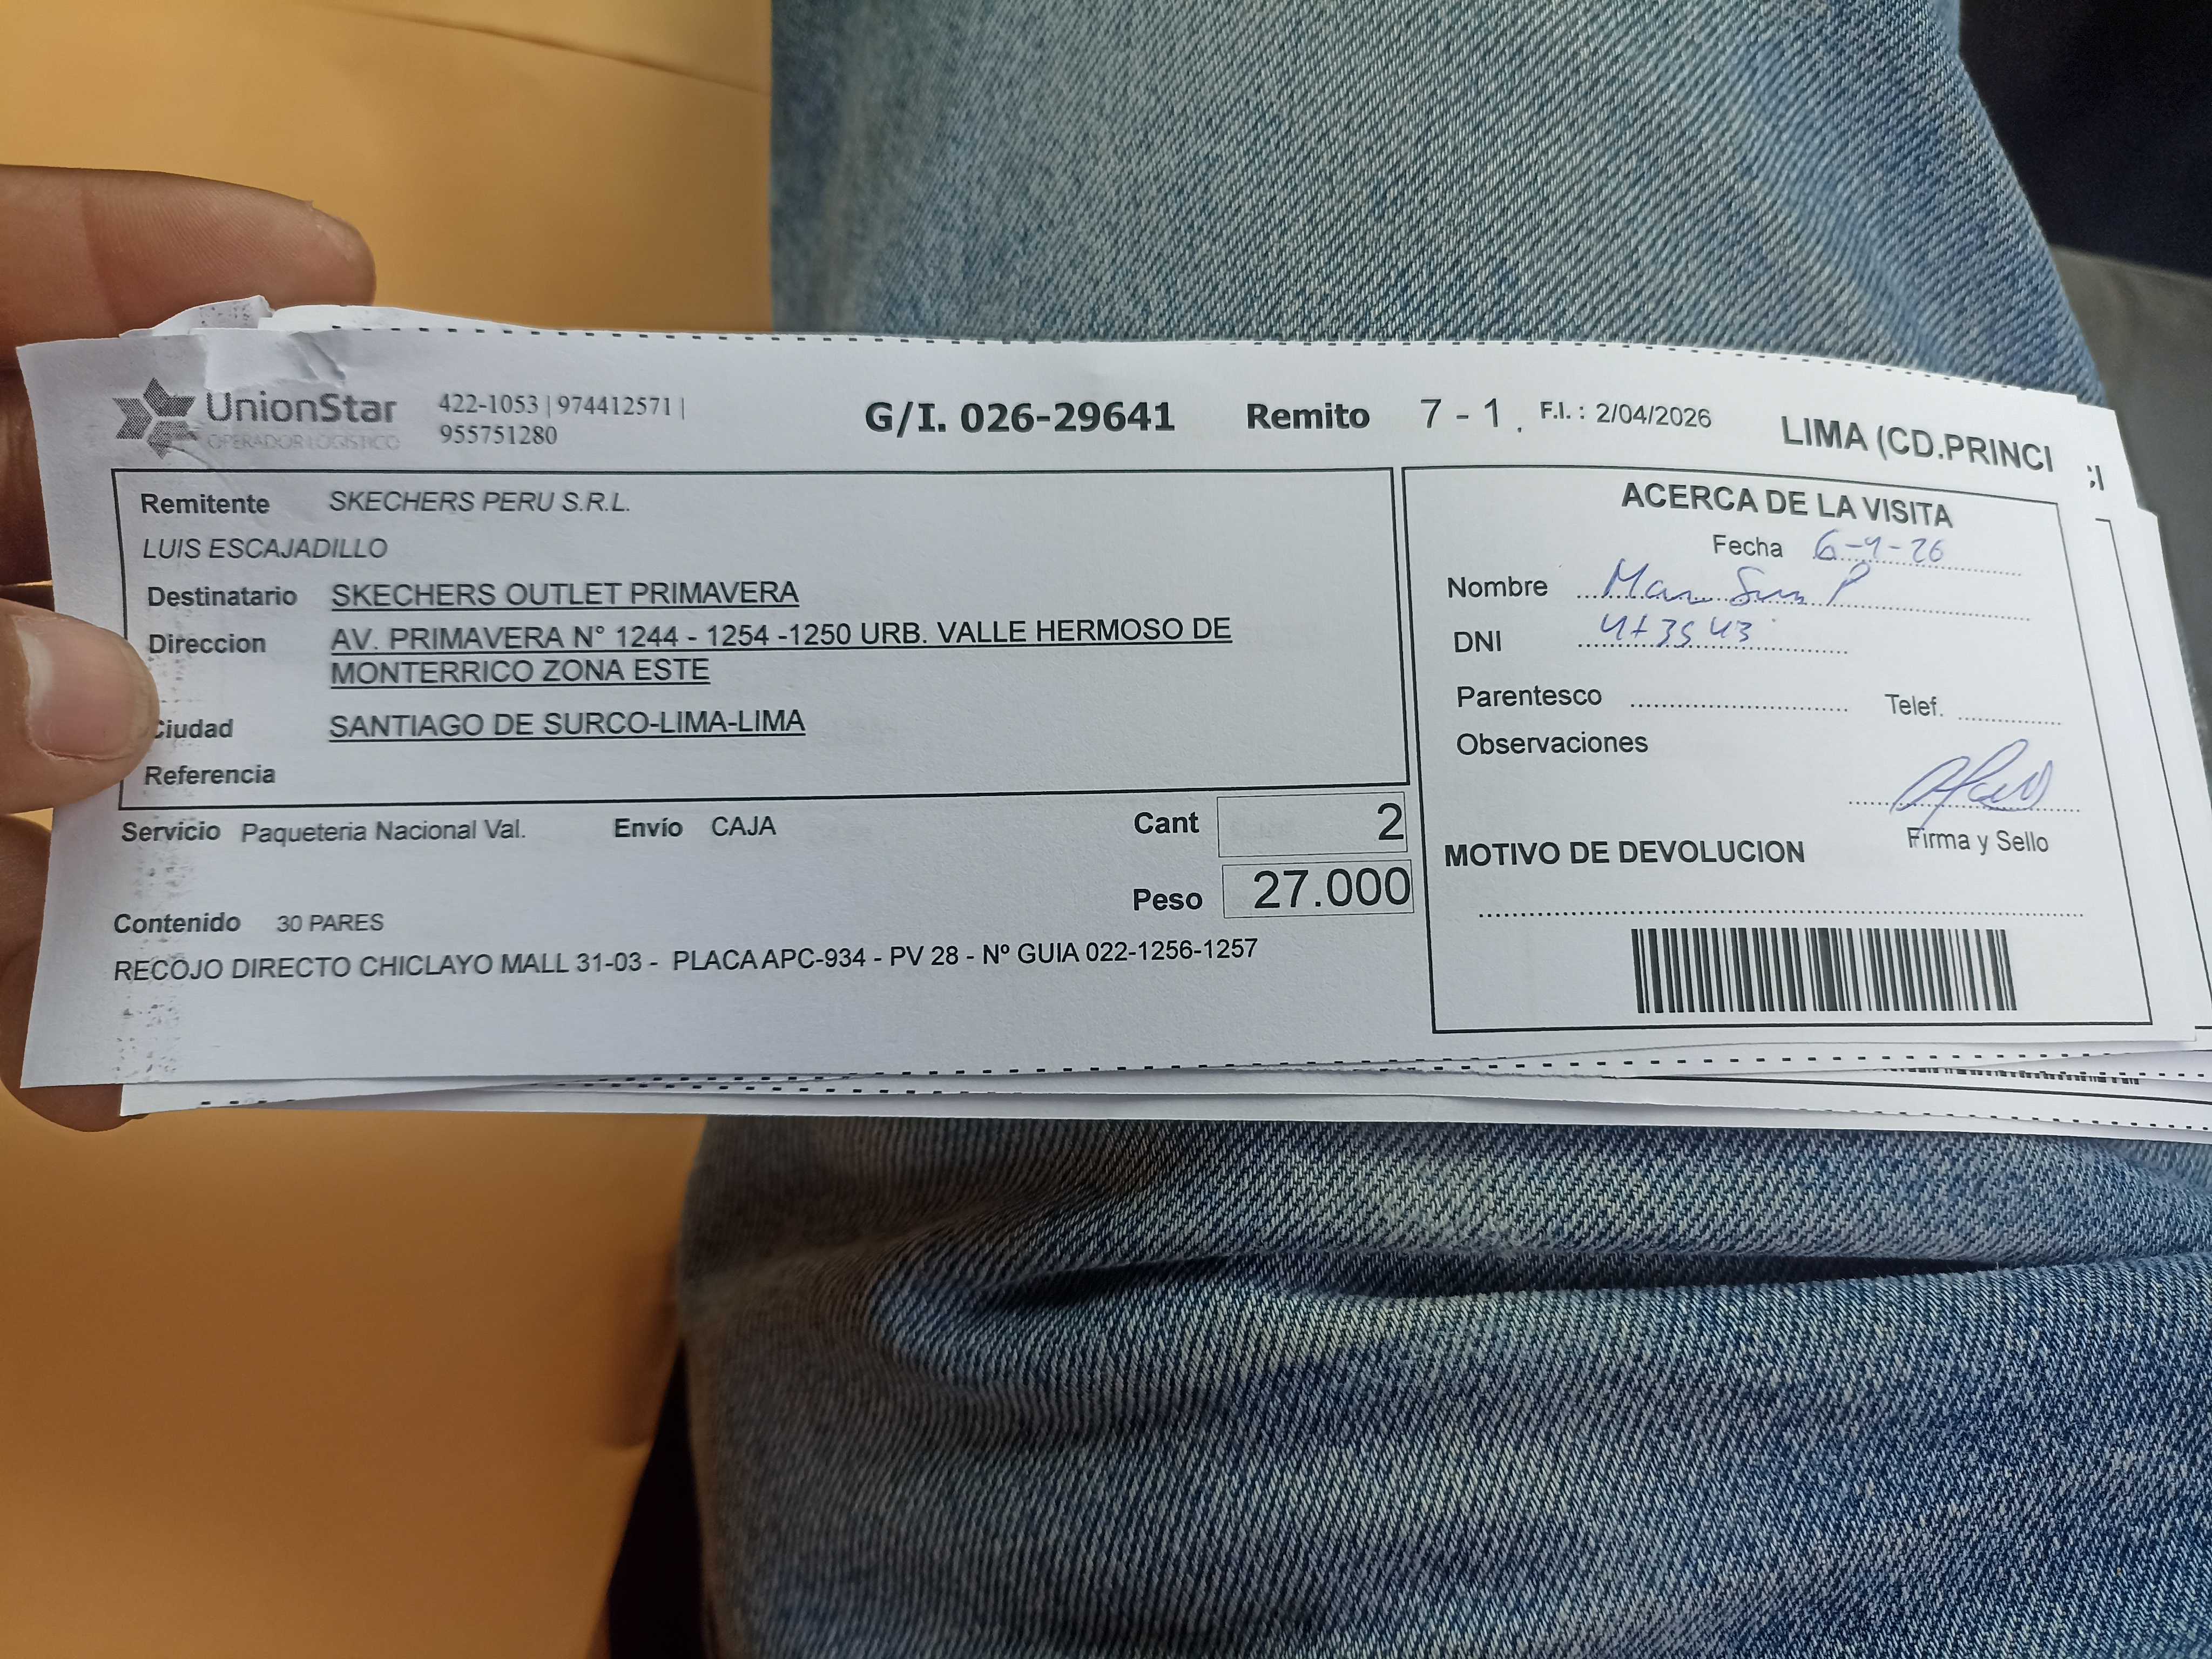 UnionStar
OPERADOR LOGISTICO
422-1053 | 974412571 |
955751280
G/I. 026-29641
Remito 7 - 1
F.I. : 2/04/2026
LIMA (CD.PRINCI
Remitente SKECHERS PERU S.R.L.
LUIS ESCAJADILLO
Destinatario SKECHERS OUTLET PRIMAVERA
Direccion AV. PRIMAVERA N° 1244 - 1254 -1250 URB. VALLE HERMOSO DE
MONTERRICO ZONA ESTE
Ciudad SANTIAGO DE SURCO-LIMA-LIMA
Referencia
Servicio Paqueteria Nacional Val. Envío CAJA
Cant 2
Peso 27.000
Contenido 30 PARES
RECOJO DIRECTO CHICLAYO MALL 31-03 - PLACA APC-934 - PV 28 - Nº GUIA 022-1256-1257
ACERCA DE LA VISITA
Fecha 6-4-26
Nombre
DNI
Parentesco Telef.
Observaciones
Firma y Sello
MOTIVO DE DEVOLUCION